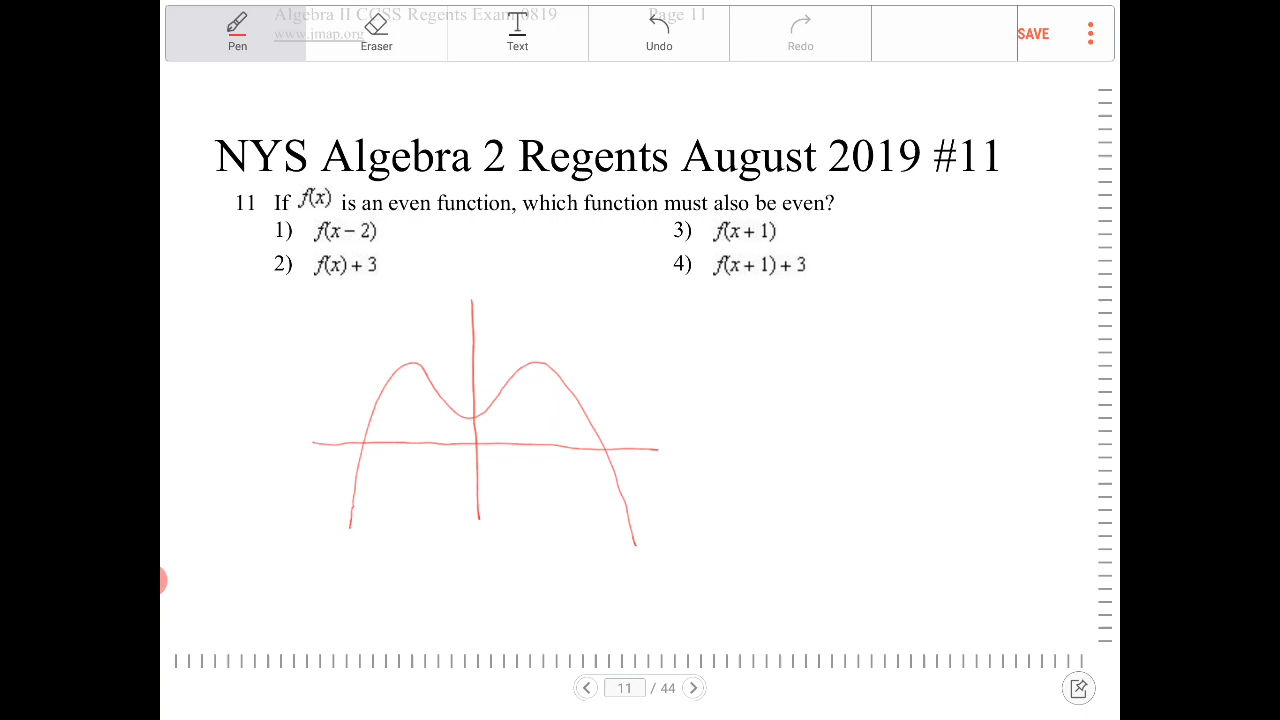 Algebra II CCSS Regents Exam 0819 Page 11
www.jmap.org
Pen Eraser Text Undo Redo SAVE
NYS Algebra 2 Regents August 2019 #11
11 If f(x) is an even function, which function must also be even?
1) f(x − 2) 3) f(x + 1)
2) f(x) + 3 4) f(x + 1) + 3
11 / 44